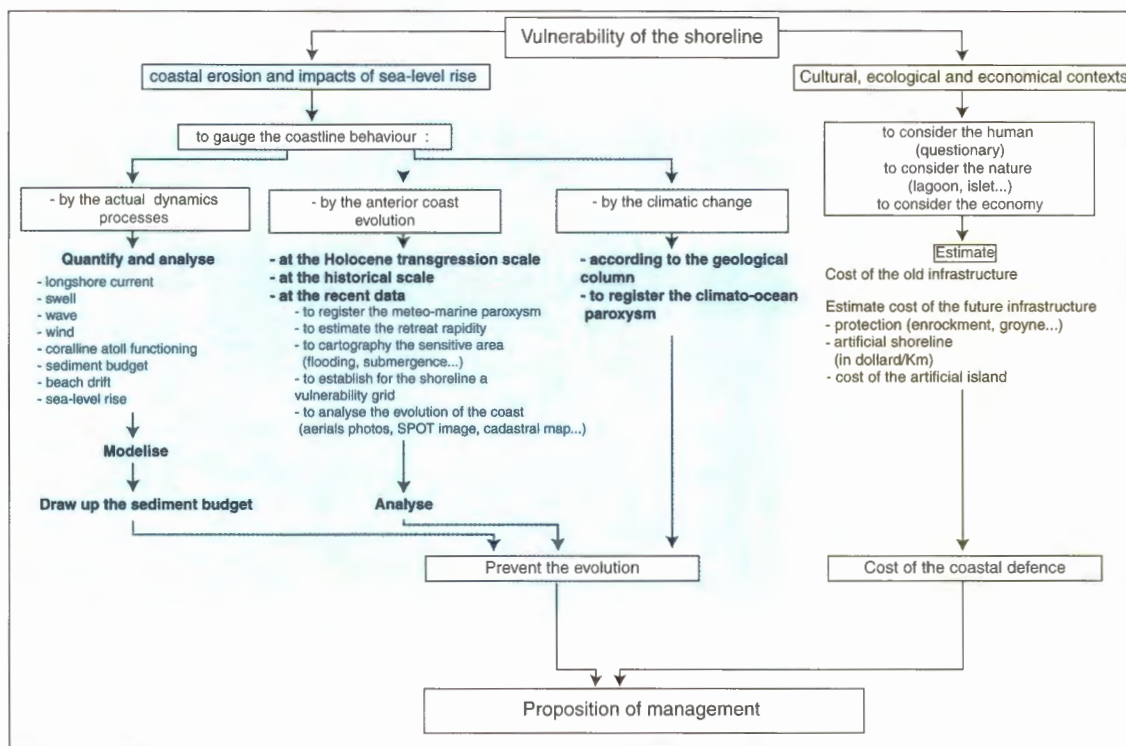 Vulnerability of the shoreline
coastal erosion and impacts of sea-level rise
Cultural, ecological and economical contexts
to gauge the coastline behaviour :
- by the actual dynamics
processes
- by the anterior coast
evolution
- by the climatic change
to consider the human
(questionary)
to consider the nature
(lagoon, islet...)
to consider the economy
Quantify and analyse
- longshore current
- swell
- wave
- wind
- coralline atoll functioning
- sediment budget
- beach drift
- sea-level rise
Modelise
Draw up the sediment budget
- at the Holocene transgression scale
- at the historical scale
- at the recent data
- to register the meteo-marine paroxysm
- to estimate the retreat rapidity
- to cartography the sensitive area
(flooding, submergence...)
- to establish for the shoreline a
vulnerability grid
- to analyse the evolution of the coast
(aerials photos, SPOT image, cadastral map...)
Analyse
- according to the geological
column
- to register the climato-ocean
paroxysm
Estimate
Cost of the old infrastructure
Estimate cost of the future infrastructure
- protection (enrockment, groyne...)
- artificial shoreline
(in dollard/Km)
- cost of the artificial island
Prevent the evolution
Cost of the coastal defence
Proposition of management